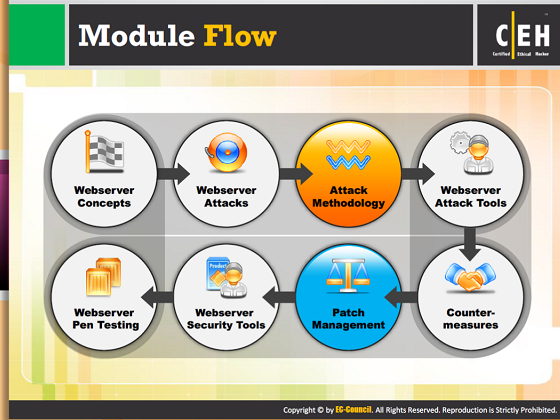 Module Flow
C|EH
Certified Ethical Hacker
Webserver
Concepts
Webserver
Attacks
Attack
Methodology
Webserver
Attack Tools
Webserver
Pen Testing
Product
Webserver
Security Tools
Patch
Management
Counter-
measures
Copyright © by EC-Council. All Rights Reserved. Reproduction is Strictly Prohibited.